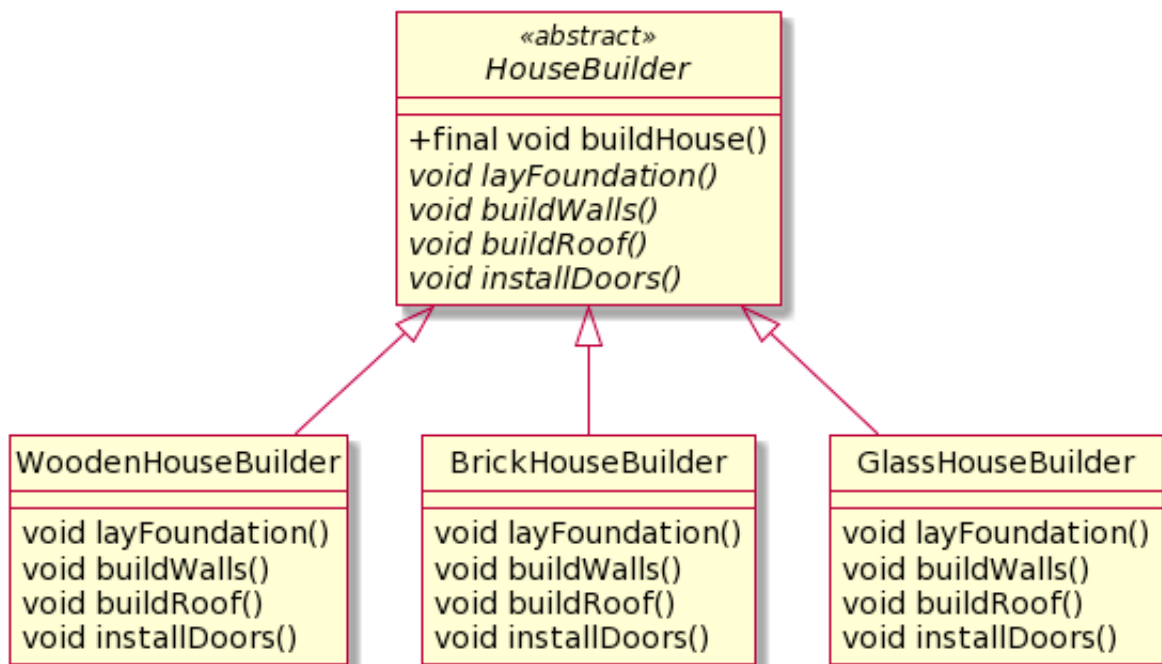 «abstract»
HouseBuilder
+final void buildHouse()
void layFoundation()
void buildWalls()
void buildRoof()
void installDoors()
WoodenHouseBuilder
void layFoundation()
void buildWalls()
void buildRoof()
void installDoors()
BrickHouseBuilder
void layFoundation()
void buildWalls()
void buildRoof()
void installDoors()
GlassHouseBuilder
void layFoundation()
void buildWalls()
void buildRoof()
void installDoors()